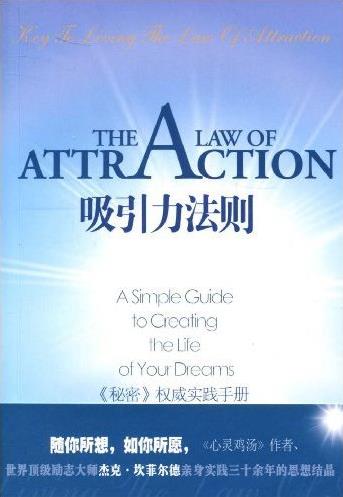 Key To Living The Law Of Attraction
THE LAW OF
ATTRACTION
吸引力法则
A Simple Guide
to Creating
the Life
of Your Dreams
《秘密》权威实践手册
随你所想，如你所愿，《心灵鸡汤》作者、
世界顶级励志大师杰克·坎菲尔德亲身实践三十余年的思想结晶